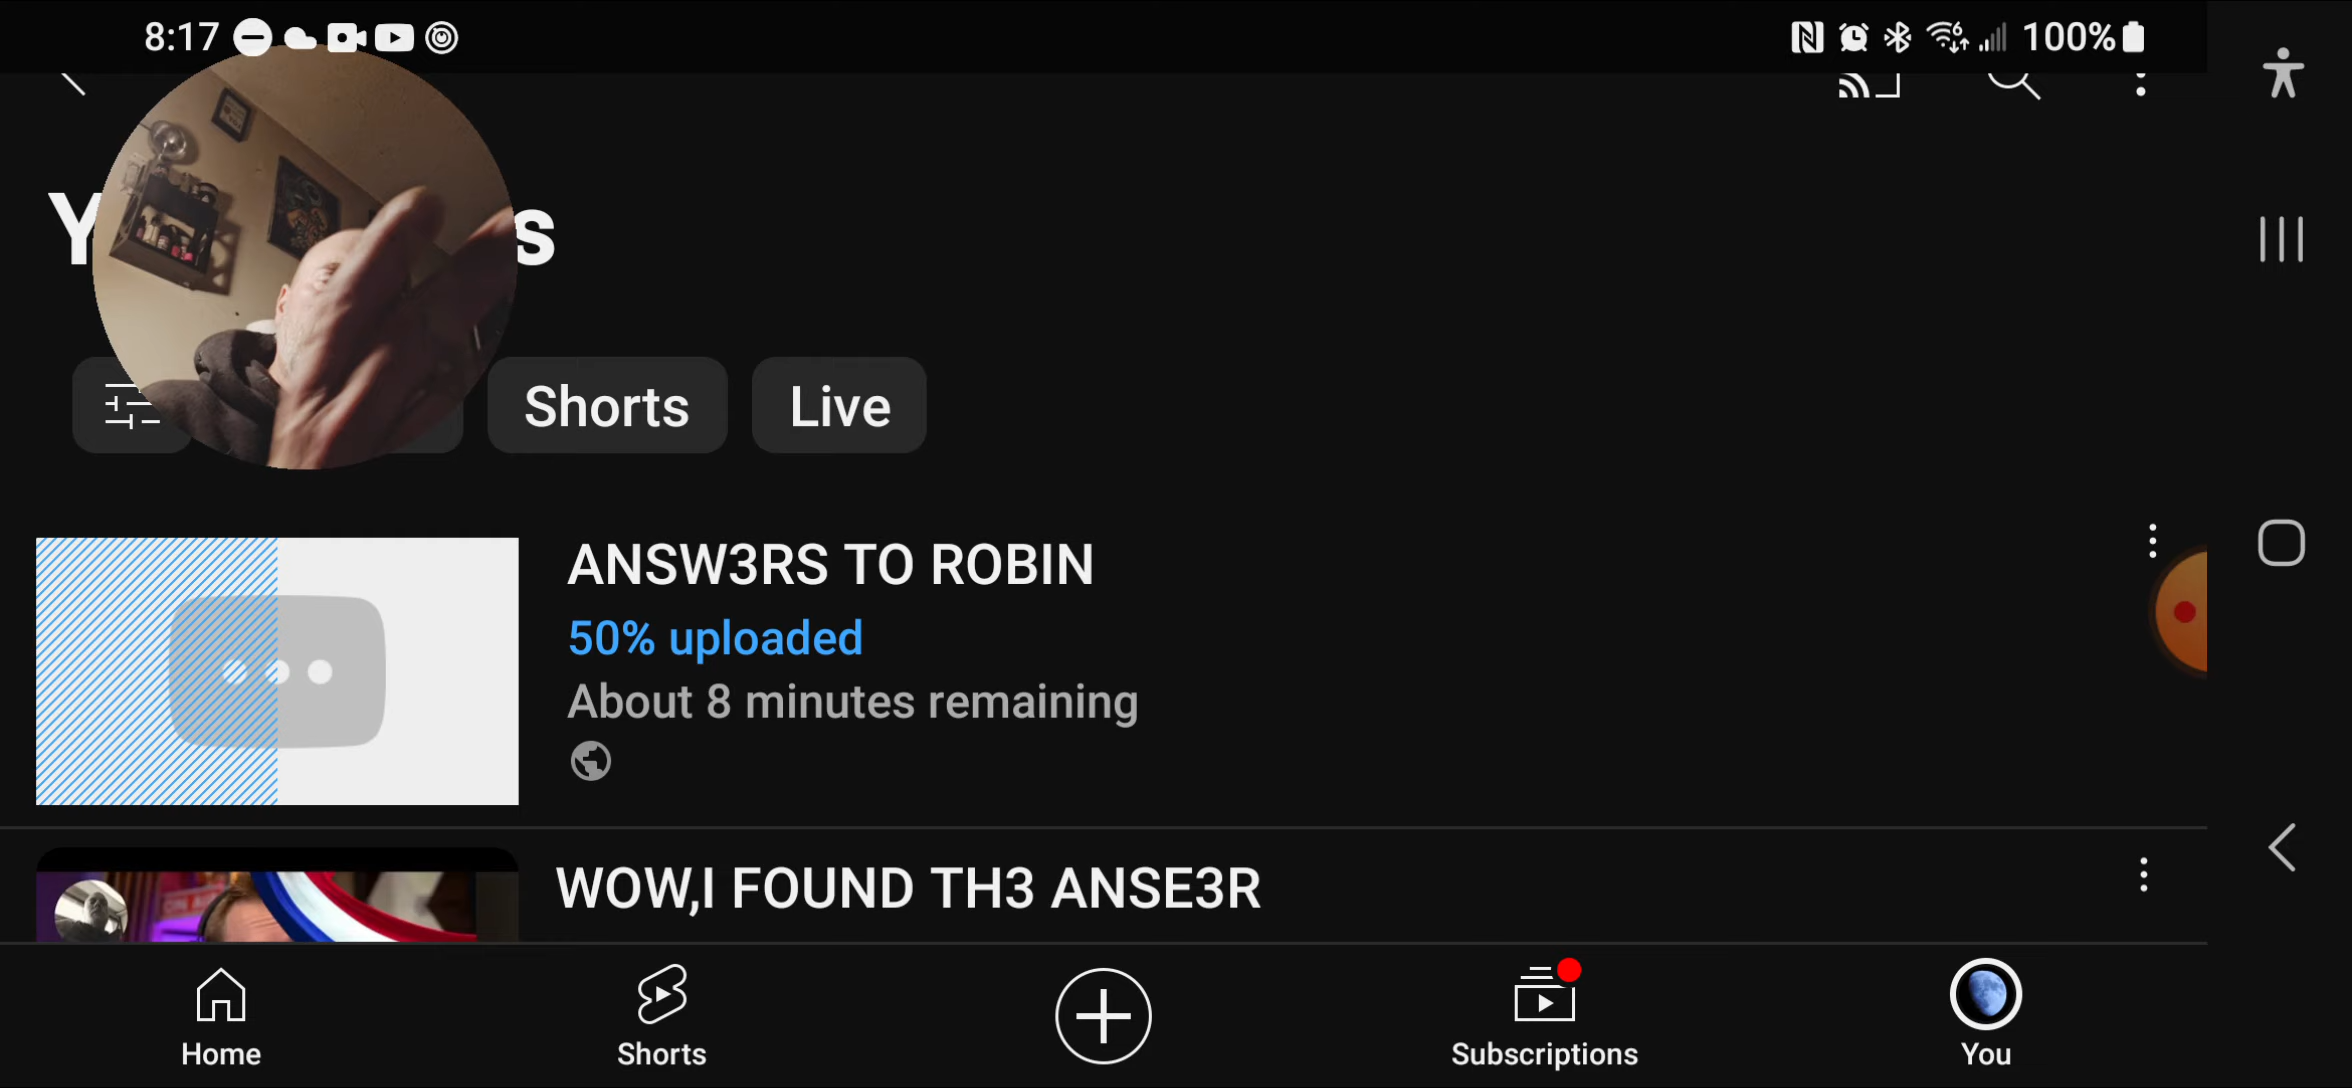 8:17
100%
Shorts
Live
ANSW3RS TO ROBIN
50% uploaded
About 8 minutes remaining
WOW,I FOUND TH3 ANSE3R
Home
Shorts
Subscriptions
You